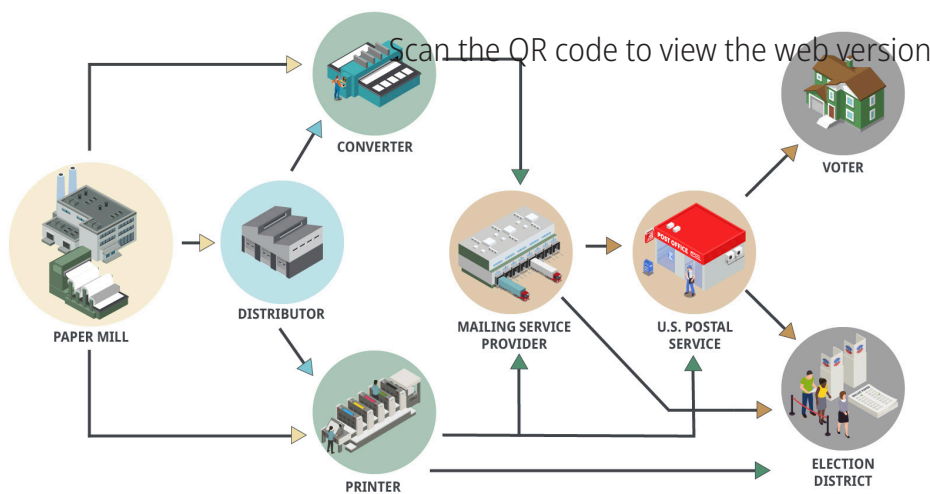 Scan the QR code to view the web version
CONVERTER
VOTER
PAPER MILL
DISTRIBUTOR
MAILING SERVICE
PROVIDER
POST OFFICE
U.S. POSTAL
SERVICE
PRINTER
ELECTION
DISTRICT